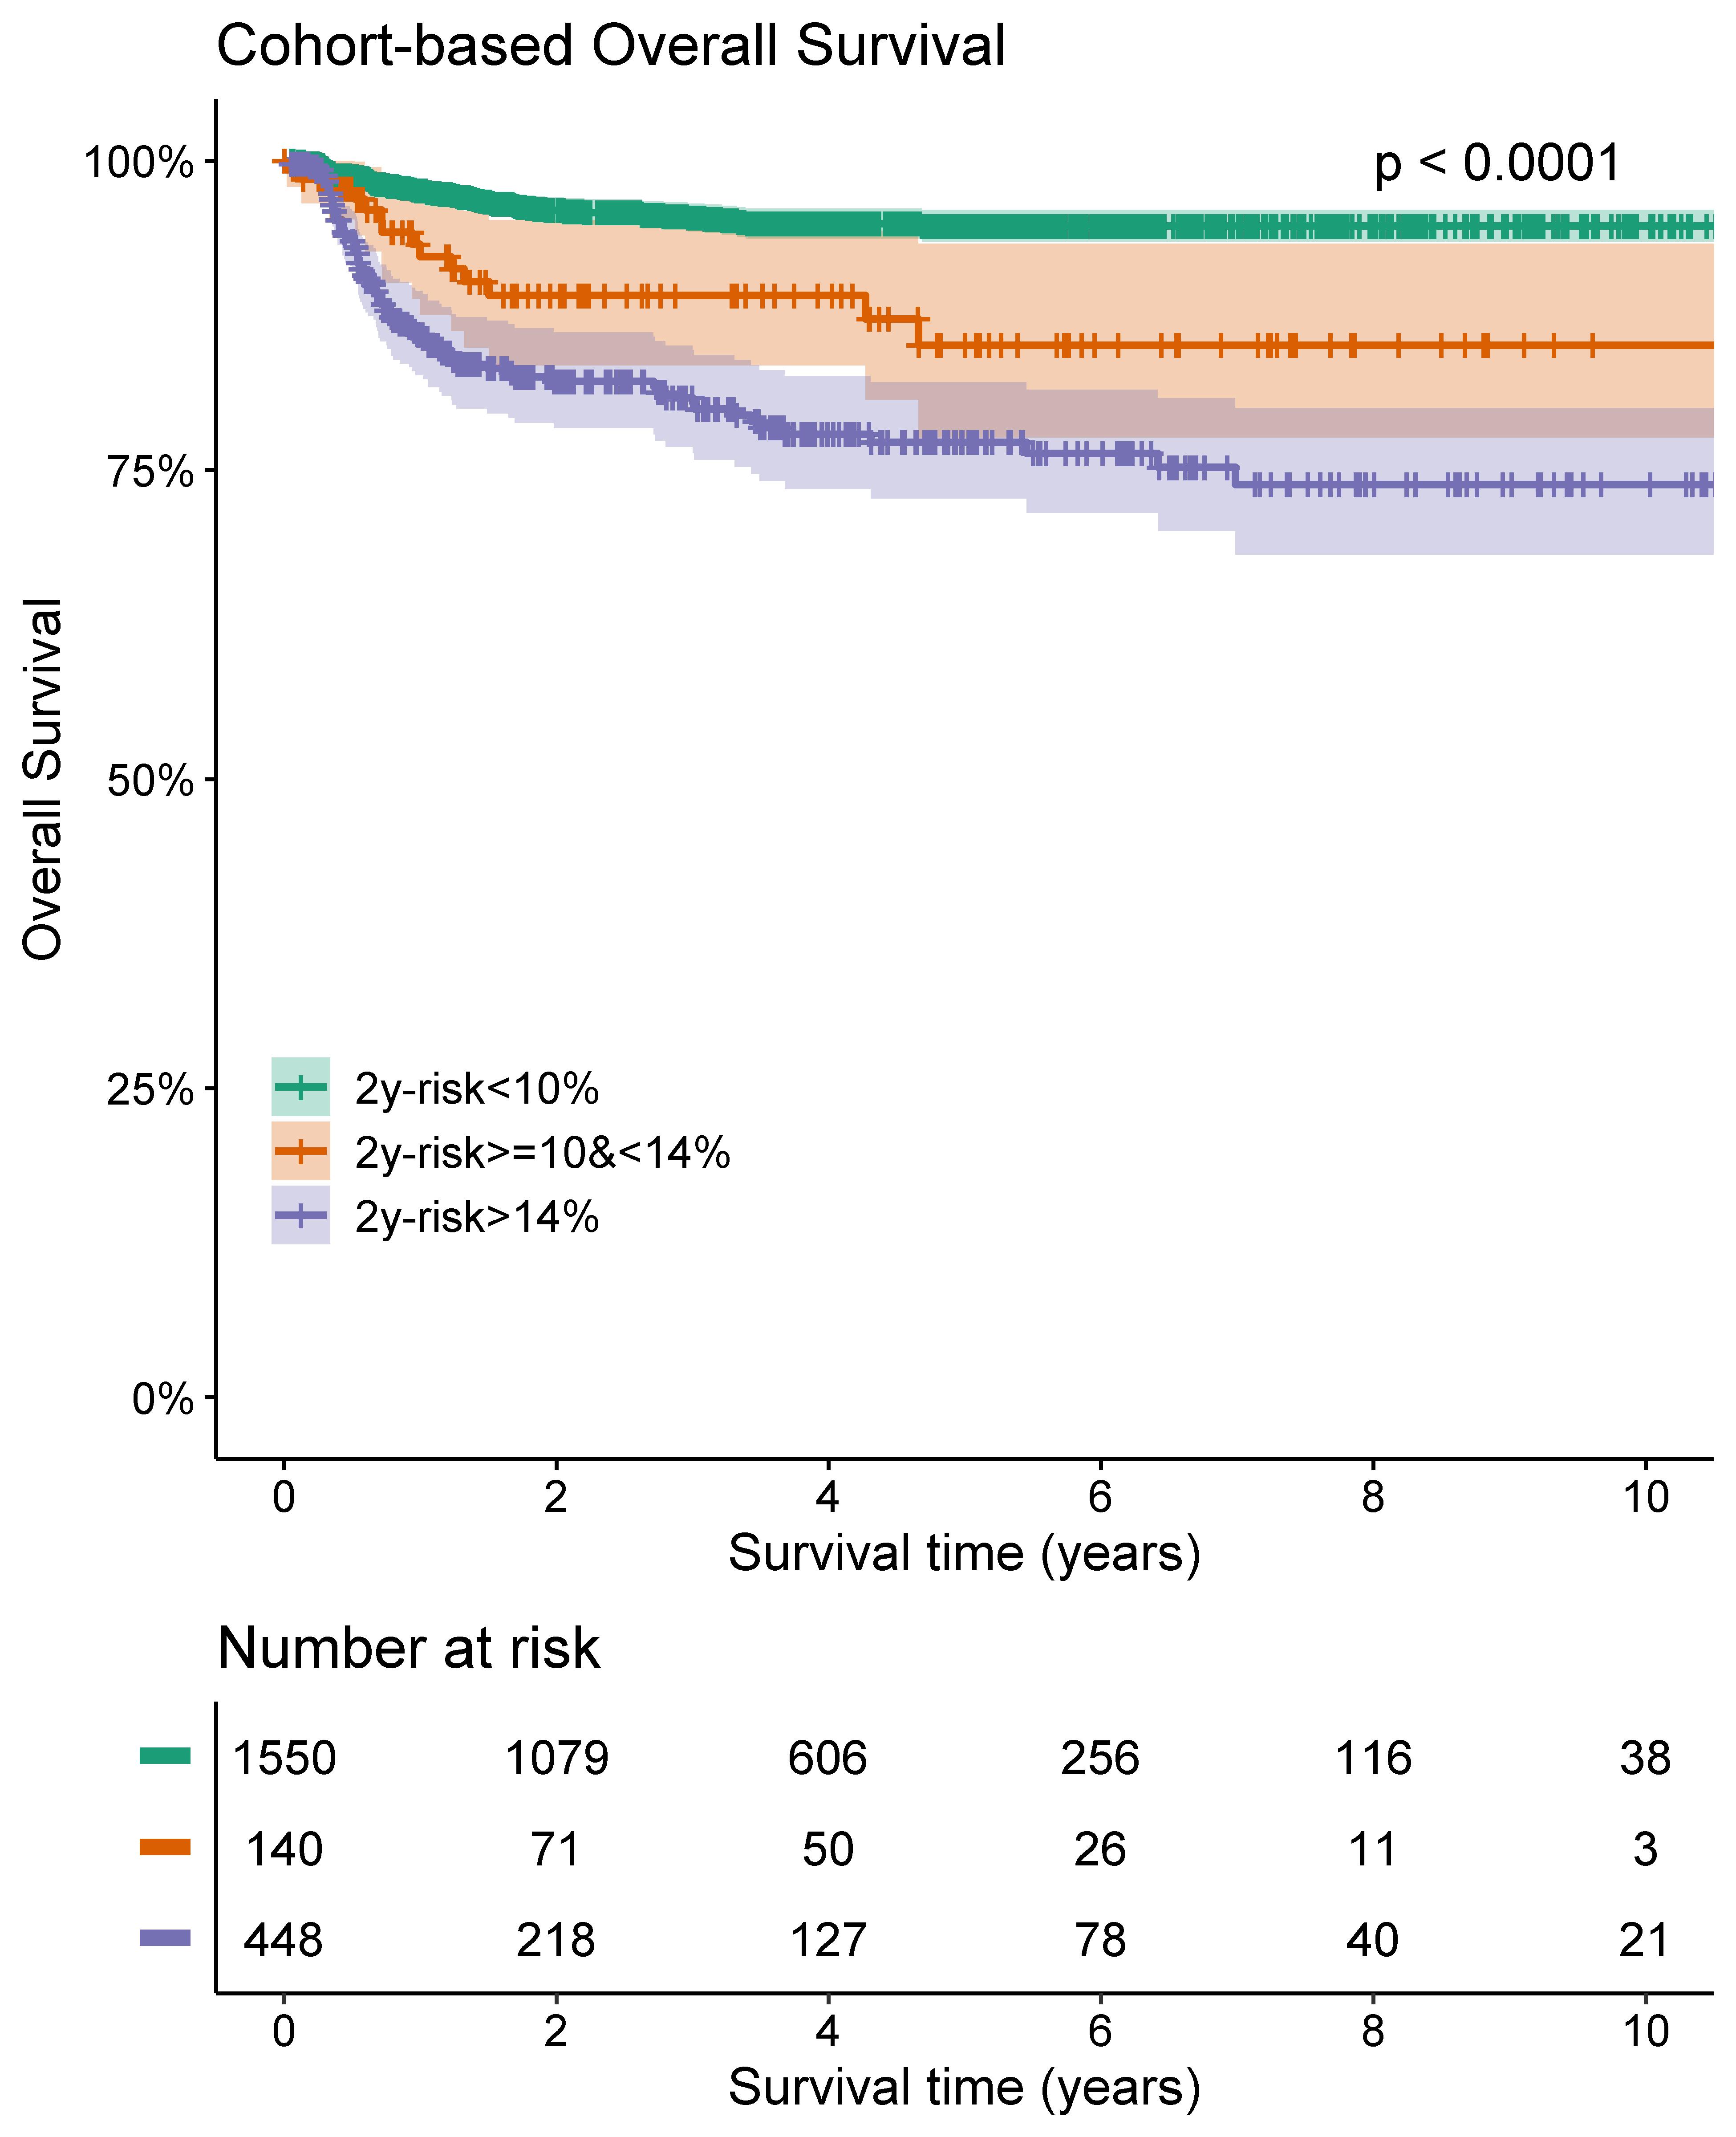 Cohort-based Overall Survival
100%
75%
50%
25%
0%
Overall Survival
p < 0.0001
2y-risk<10%
2y-risk>=10&<14%
2y-risk>14%
0 2 4 6 8 10
Survival time (years)
Number at risk
1550 1079 606 256 116 38
140 71 50 26 11 3
448 218 127 78 40 21
0 2 4 6 8 10
Survival time (years)